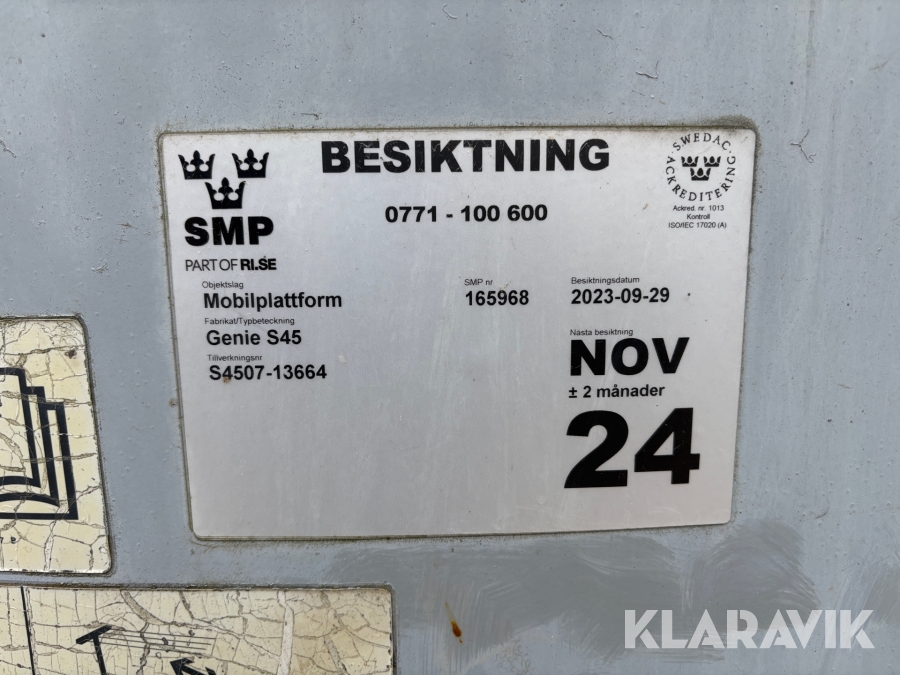 BESIKTNING
0771 - 100 600
SMP
PART OF RI.SE
SWEDAC
ACKREDITERING
Ackred. nr. 1013
Kontroll
ISO/IEC 17020 (A)
Objektslag
Mobilplattform
SMP nr
165968
Besiktningsdatum
2023-09-29
Fabrikat/Typbeteckning
Genie S45
Tillverkningsnr
S4507-13664
Nästa besiktning
NOV
± 2 månader
24
KLARAVIK